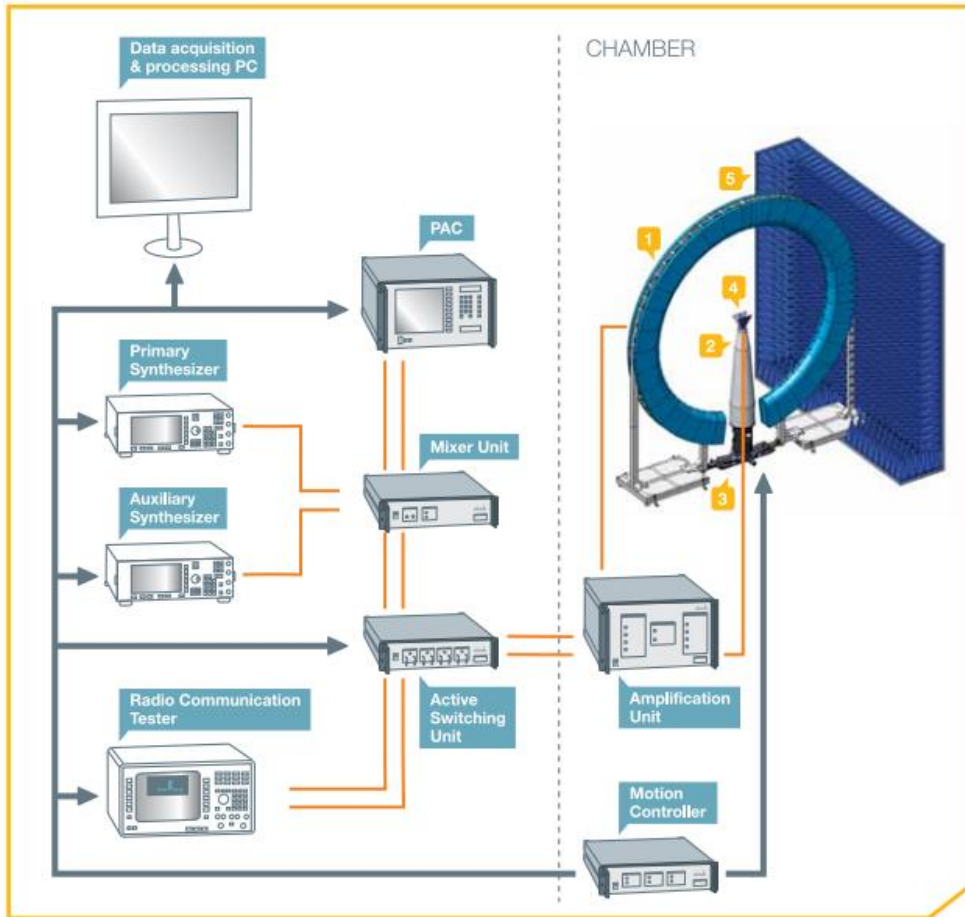 Data acquisition
& processing PC
CHAMBER
5
PAC
1
4
2
Primary
Synthesizer
Mixer Unit
Auxiliary
Synthesizer
3
Radio Communication
Tester
Active
Switching
Unit
Amplification
Unit
Motion
Controller